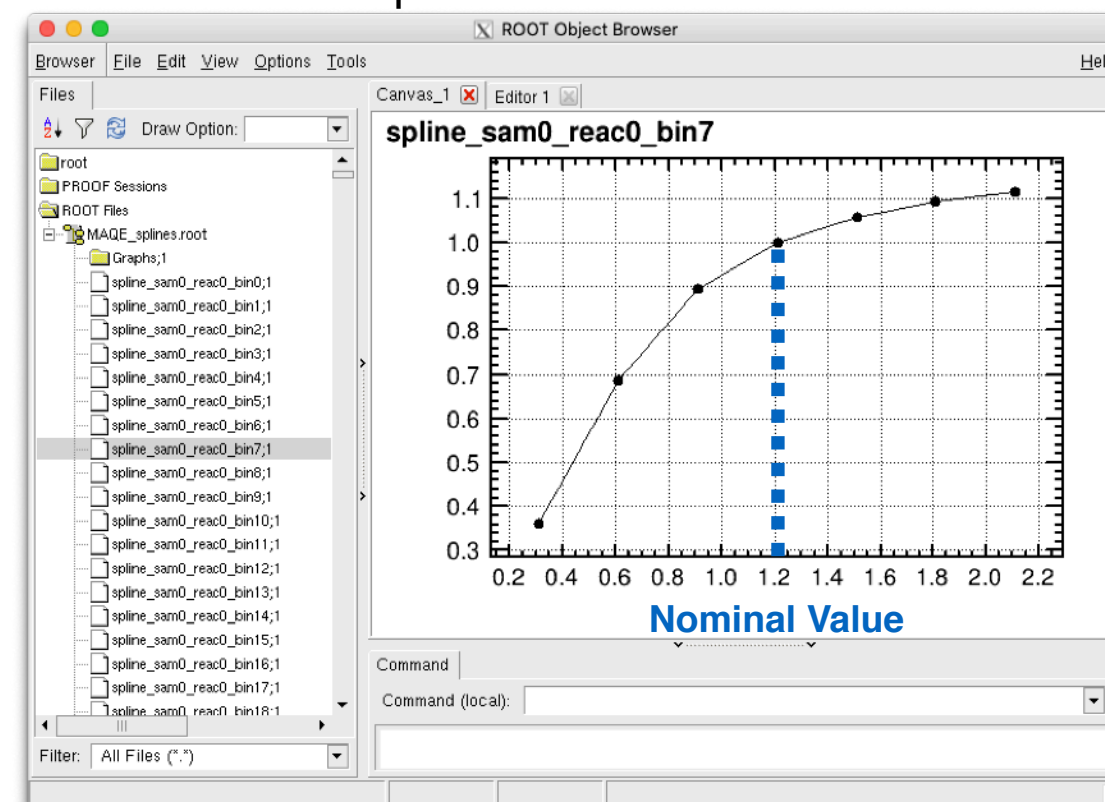 ROOT Object Browser
Browser File Edit View Options Tools
Files
Draw Option:
root
PROOF Sessions
ROOT Files
MAQE_splines.root
Graphs;1
spline_sam0_reac0_bin0;1
spline_sam0_reac0_bin1;1
spline_sam0_reac0_bin2;1
spline_sam0_reac0_bin3;1
spline_sam0_reac0_bin4;1
spline_sam0_reac0_bin5;1
spline_sam0_reac0_bin6;1
spline_sam0_reac0_bin7;1
spline_sam0_reac0_bin8;1
spline_sam0_reac0_bin9;1
spline_sam0_reac0_bin10;1
spline_sam0_reac0_bin11;1
spline_sam0_reac0_bin12;1
spline_sam0_reac0_bin13;1
spline_sam0_reac0_bin14;1
spline_sam0_reac0_bin15;1
spline_sam0_reac0_bin16;1
spline_sam0_reac0_bin17;1
spline_sam0_reac0_bin18;1
Filter: All Files (*.*)
Canvas_1 Editor 1
spline_sam0_reac0_bin7
1.1
1.0
0.9
0.8
0.7
0.6
0.5
0.4
0.3
0.2 0.4 0.6 0.8 1.0 1.2 1.4 1.6 1.8 2.0 2.2
Nominal Value
Command
Command (local):